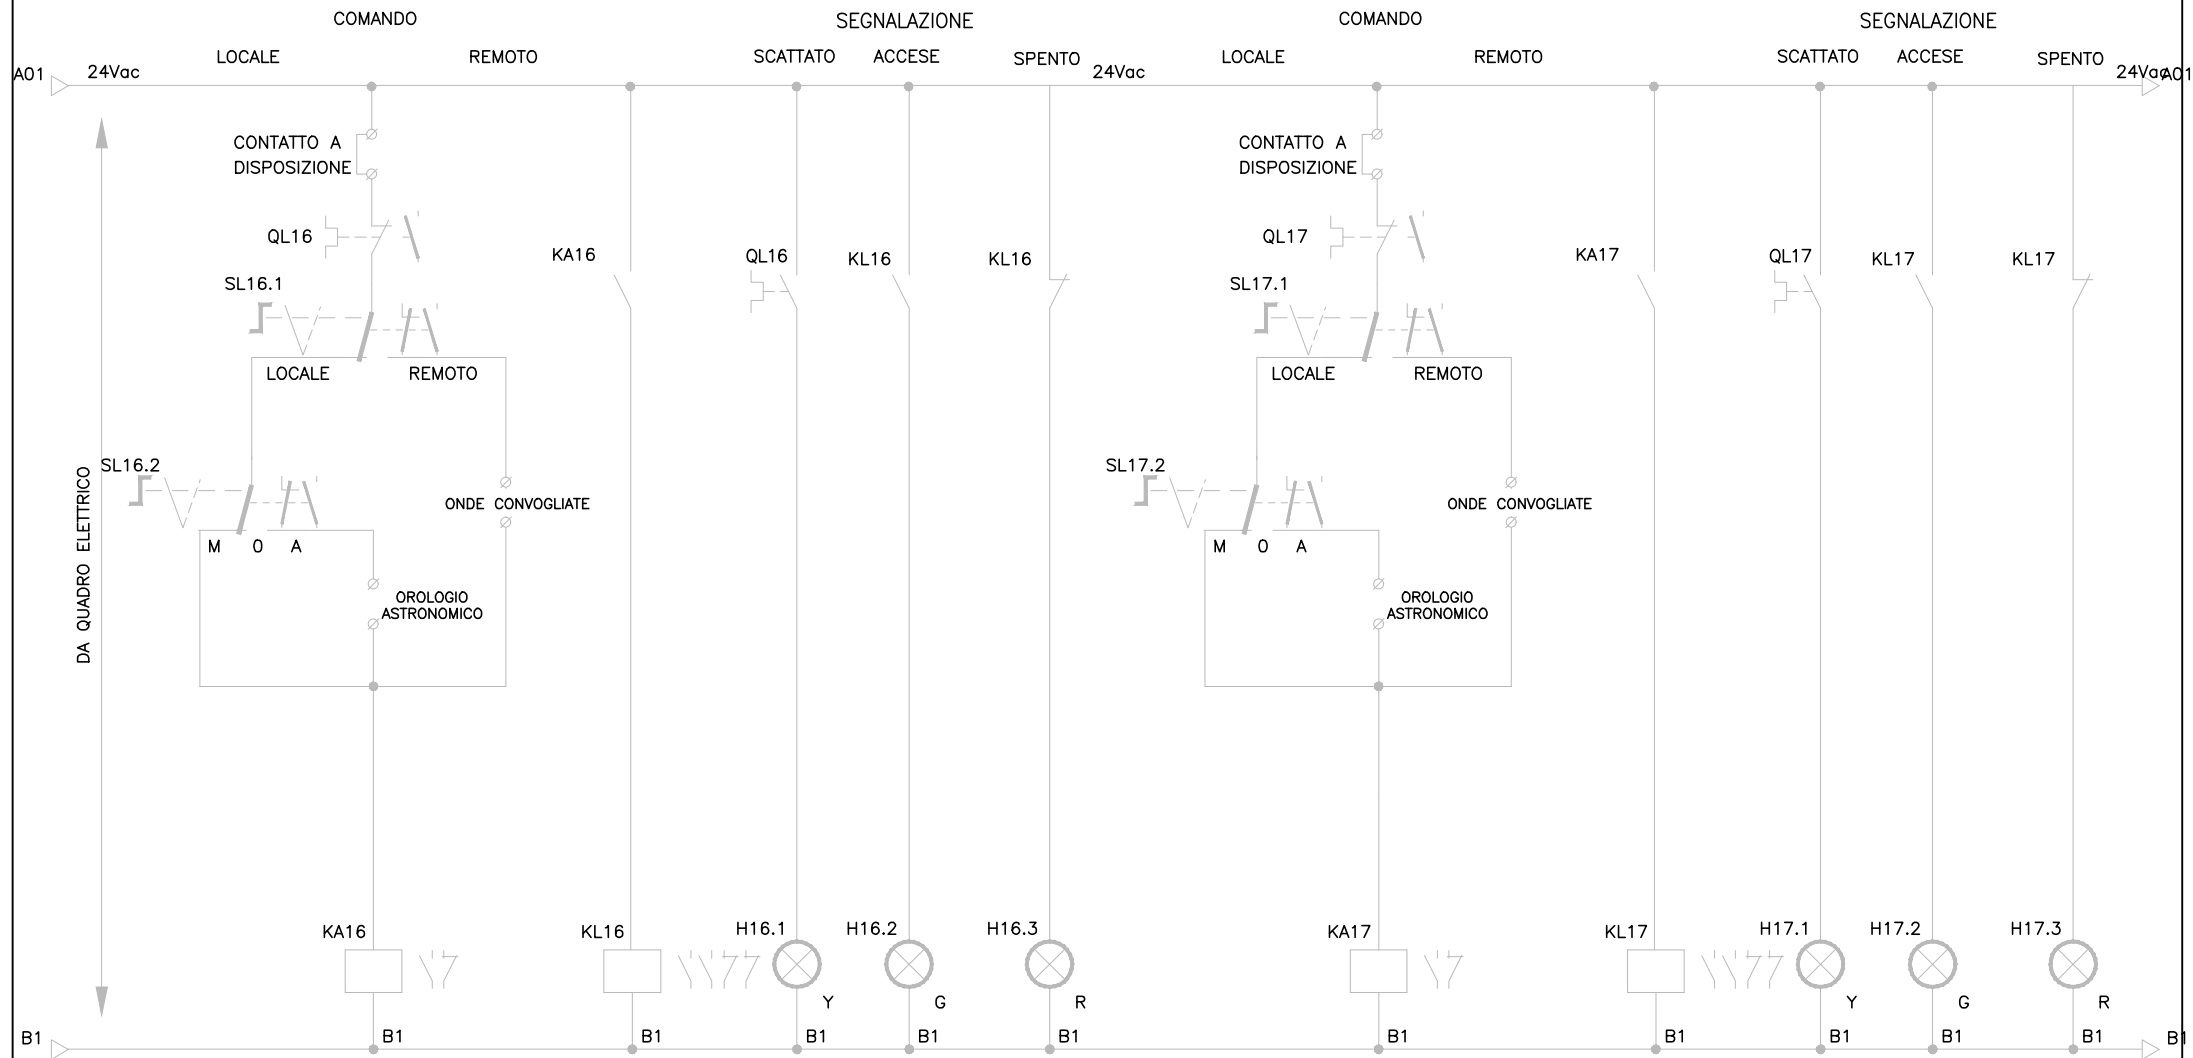 COMANDO
SEGNALAZIONE
COMANDO
SEGNALAZIONE
LOCALE
REMOTO
SCATTATO
ACCESE
SPENTO
LOCALE
REMOTO
SCATTATO
ACCESE
SPENTO
A01
24Vac
24Vac
24Vac
A01
CONTATTO A
DISPOSIZIONE
CONTATTO A
DISPOSIZIONE
QL16
KA16
QL16
KL16
KL16
QL17
KA17
QL17
KL17
KL17
SL16.1
SL17.1
LOCALE
REMOTO
LOCALE
REMOTO
SL16.2
SL17.2
DA QUADRO ELETTRICO
ONDE CONVOGLIATE
ONDE CONVOGLIATE
M O A
M O A
OROLOGIO
ASTRONOMICO
OROLOGIO
ASTRONOMICO
KA16
KL16
H16.1
H16.2
H16.3
KA17
KL17
H17.1
H17.2
H17.3
Y
G
R
Y
G
R
B1
B1
B1
B1
B1
B1
B1
B1
B1
B1
B1
B1